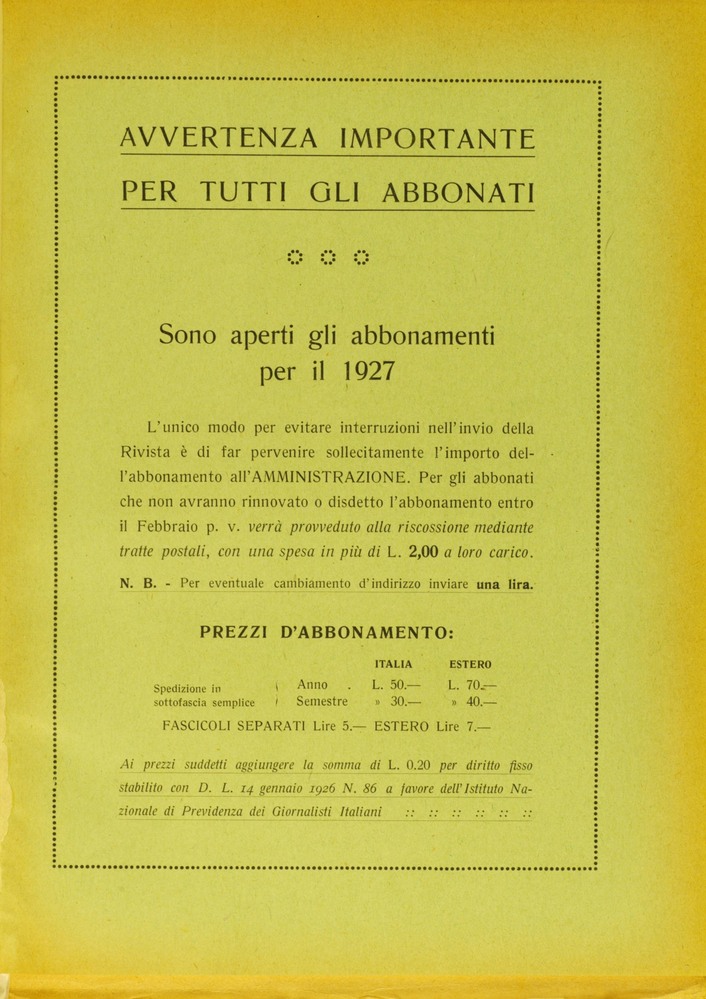 AVVERTENZA IMPORTANTE
PER TUTTI GLI ABBONATI
Sono aperti gli abbonamenti
per il 1927
L'unico modo per evitare interruzioni nell'invio della
Rivista è di far pervenire sollecitamente l'importo del-
l'abbonamento all'AMMINISTRAZIONE. Per gli abbonati
che non avranno rinnovato o disdetto l'abbonamento entro
il Febbraio p. v. verrà provveduto alla riscossione mediante
tratte postali, con una spesa in più di L. 2,00 a loro carico.
N. B. - Per eventuale cambiamento d'indirizzo inviare una lira.
PREZZI D'ABBONAMENTO:
ITALIA ESTERO
Spedizione in Anno . L. 50.— L. 70.—
sottofascia semplice Semestre » 30.— » 40.—
FASCICOLI SEPARATI Lire 5.— ESTERO Lire 7.—
Ai prezzi suddetti aggiungere la somma di L. 0.20 per diritto fisso
stabilito con D. L. 14 gennaio 1926 N. 86 a favore dell'Istituto Na-
zionale di Previdenza dei Giornalisti Italiani :: :: :: :: :: ::